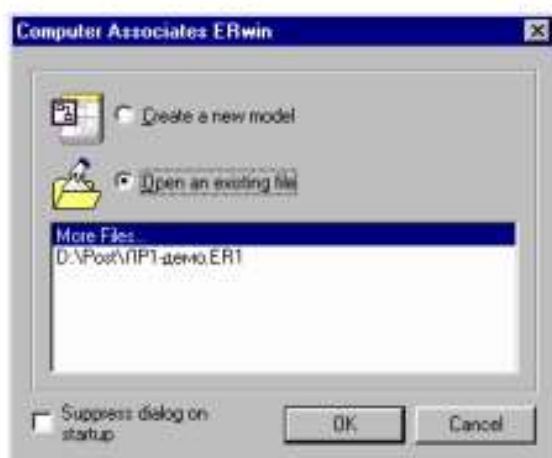 Computer Associates ERwin
Create a new model
Open an existing file
More Files...
D:\Post\ПР1-демо.ER1
Suppress dialog on
startup
OK
Cancel